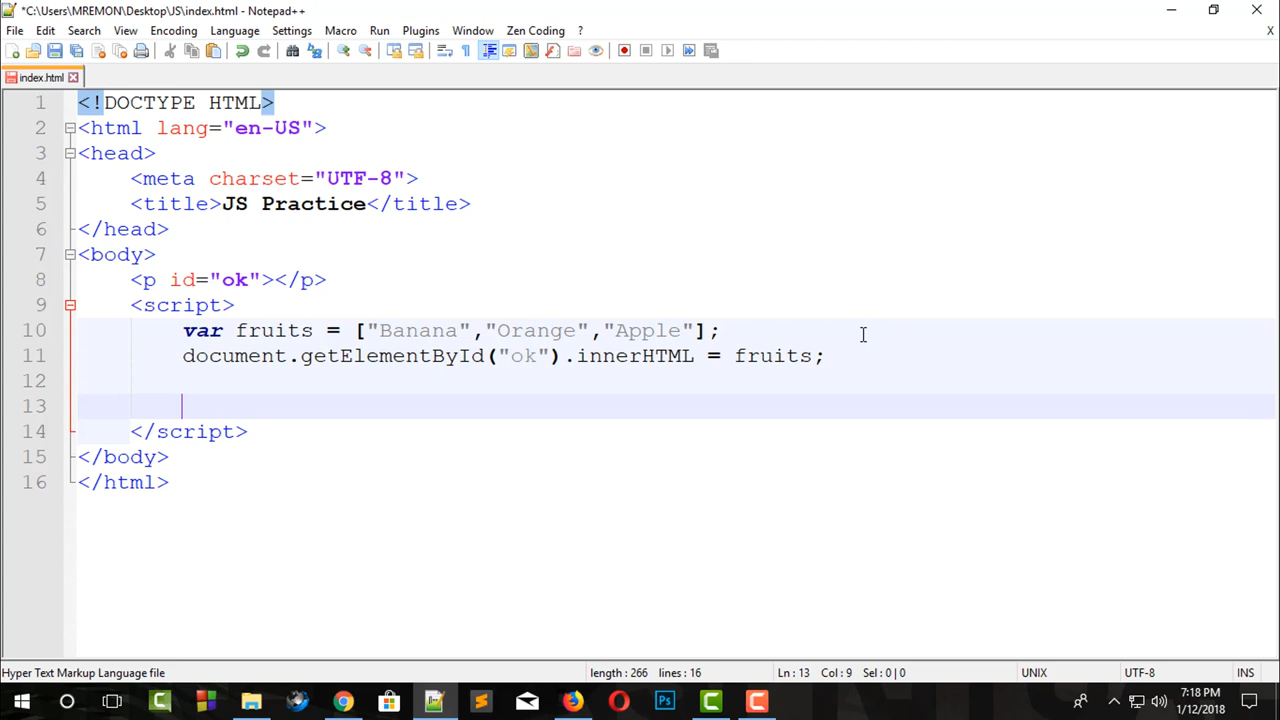 *C:\Users\MREMON\Desktop\JS\index.html - Notepad++
File Edit Search View Encoding Language Settings Macro Run Plugins Window Zen Coding ? X
index.html
1 <!DOCTYPE HTML>
2 <html lang="en-US">
3 <head>
4 <meta charset="UTF-8">
5 <title>JS Practice</title>
6 </head>
7 <body>
8 <p id="ok"></p>
9 <script>
10 var fruits = ["Banana","Orange","Apple"];
11 document.getElementById("ok").innerHTML = fruits;
12
13
14 </script>
15 </body>
16 </html>
Hyper Text Markup Language file length : 266 lines : 16 Ln : 13 Col : 9 Sel : 0 | 0 UNIX UTF-8 INS
Ps
7:18 PM
1/12/2018